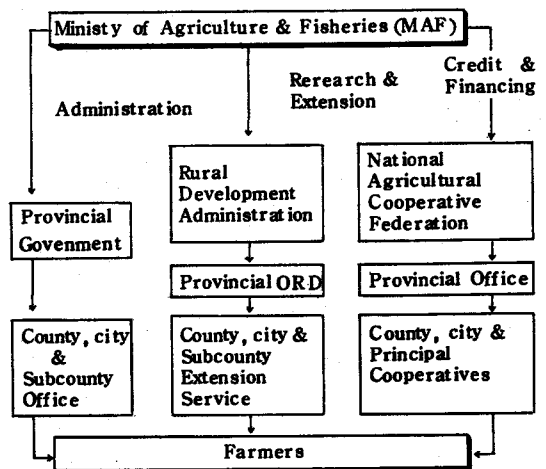 Ministy of Agriculture & Fisheries (MAF)
Administration
Rerearch &
Extension
Credit &
Financing
Provincial
Govenment
Rural
Development
Administration
National
Agricultural
Cooperative
Federation
Provincial ORD
Provincial Office
County, city
&
Subcounty
Office
County, city &
Subcounty
Extension
Service
County, city &
Principal
Cooperatives
Farmers